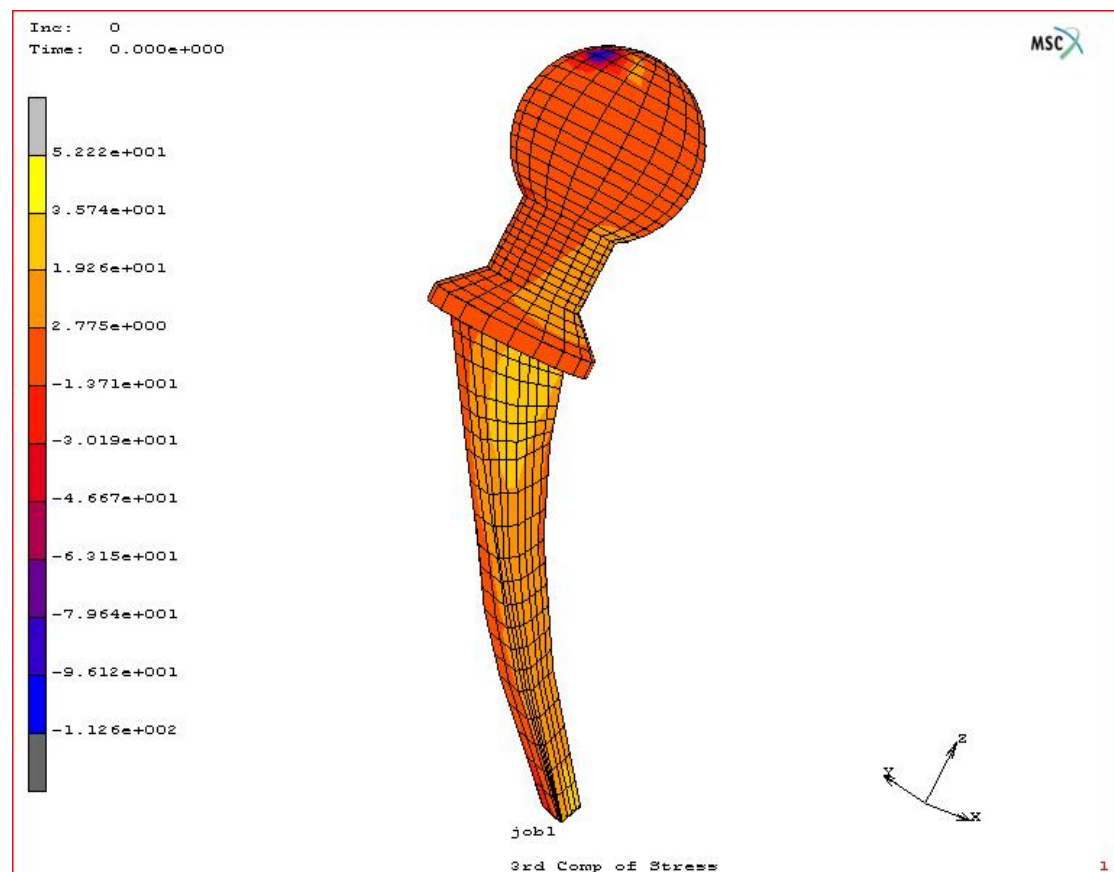 Inc: 0
Time: 0.000e+000
MSC
5.222e+001
3.574e+001
1.926e+001
2.775e+000
-1.371e+001
-3.019e+001
-4.667e+001
-6.315e+001
-7.964e+001
-9.612e+001
-1.126e+002
Z
Y
X
job1
3rd Comp of Stress
1